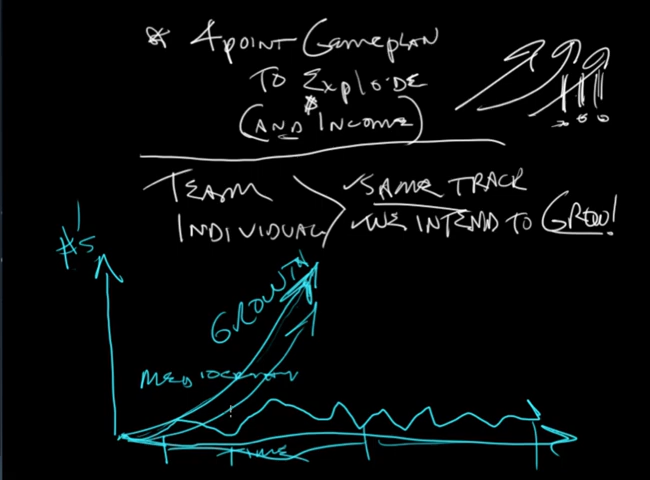 * 4 point Gameplan
To Explode
(AND $ Income)
Team
Individual
✓ Same Track
✓ We Intend to Grow!
#'s
Growth
Mediocrity
Time